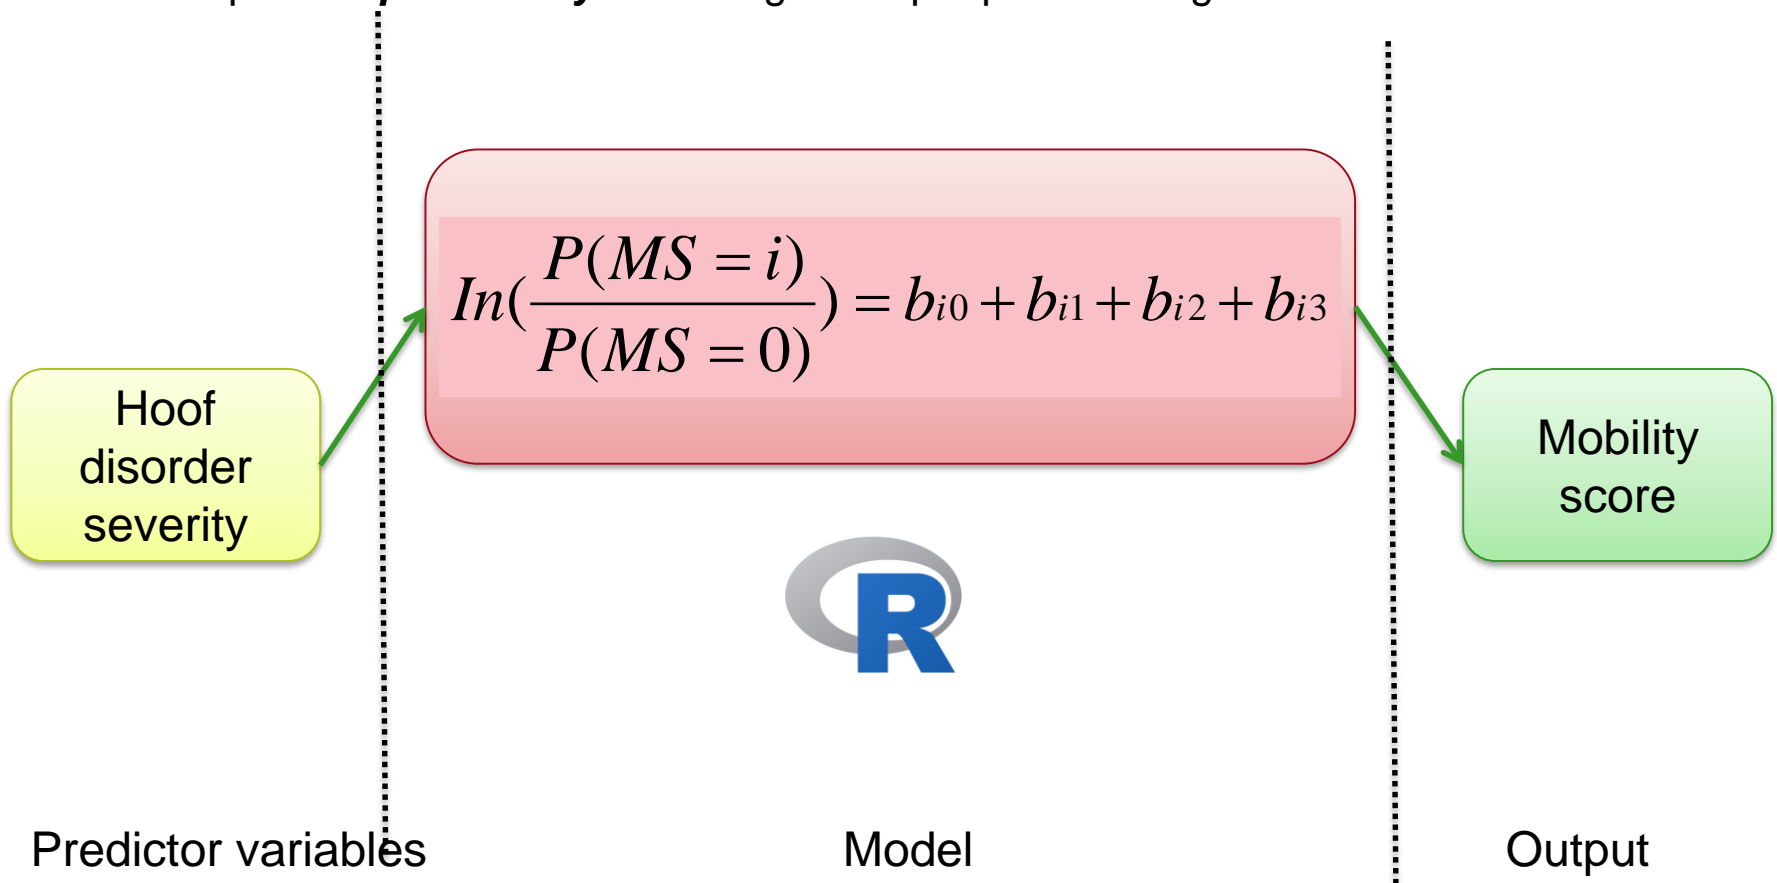 In(P(MS = i)/P(MS = 0)) = bi0 + bi1 + bi2 + bi3
Hoof
disorder
severity
Mobility
score
R
Predictor variables
Model
Output